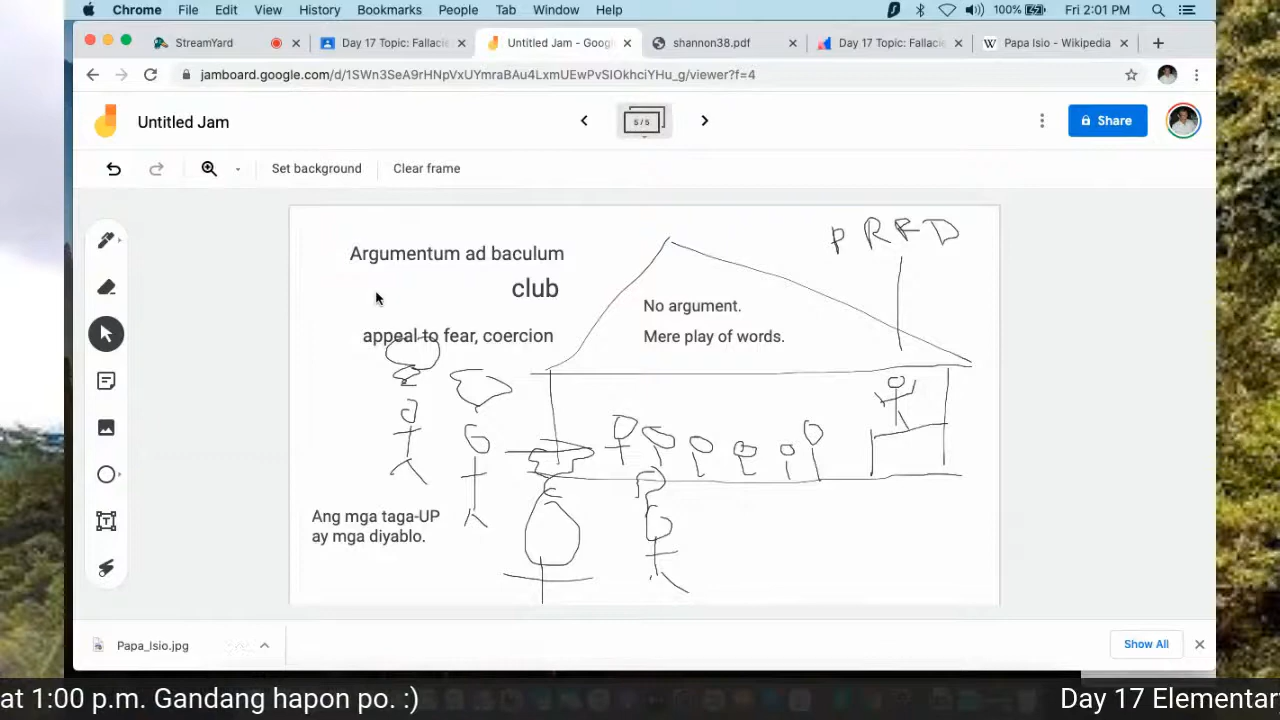 Chrome File Edit View History Bookmarks People Tab Window Help 100% Fri 2:01 PM
StreamYard Day 17 Topic: Fallacie Untitled Jam - Goog shannon38.pdf Day 17 Topic: Fallacie Papa Isio - Wikipedia
jamboard.google.com/d/1SWn3SeA9rHNpVxUYmraBAu4LxmUEwPvSIOkhciYHu_g/viewer?f=4
Untitled Jam
5/5
Share
Set background Clear frame
PRRD
Argumentum ad baculum
club
No argument.
appeal to fear, coercion
Mere play of words.
Ang mga taga-UP
ay mga diyablo.
Papa_Isio.jpg
Show All
at 1:00 p.m. Gandang hapon po. :) Day 17 Elementar